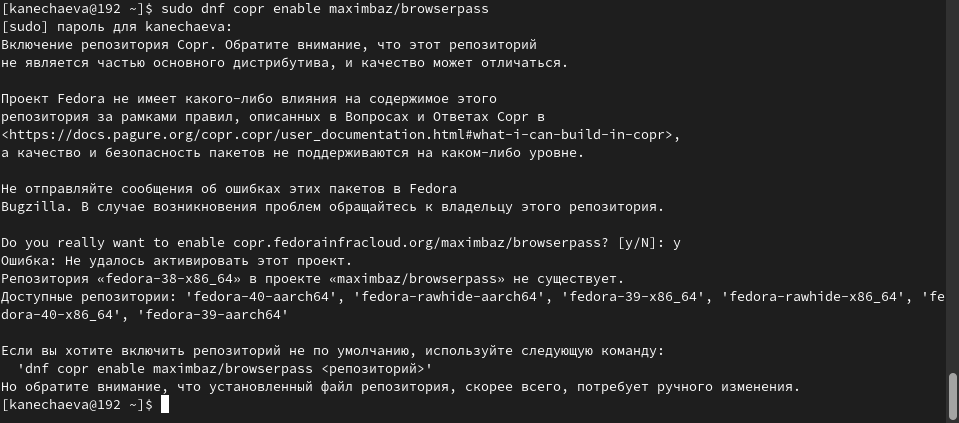 [kanechaeva@192 ~]$ sudo dnf copr enable maximbaz/browserpass
[sudo] пароль для kanechaeva:
Включение репозитория Copr. Обратите внимание, что этот репозиторий
не является частью основного дистрибутива, и качество может отличаться.
Проект Fedora не имеет какого-либо влияния на содержимое этого
репозитория за рамками правил, описанных в Вопросах и Ответах Copr в
<https://docs.pagure.org/copr.copr/user_documentation.html#what-i-can-build-in-copr>,
а качество и безопасность пакетов не поддерживаются на каком-либо уровне.
Не отправляйте сообщения об ошибках этих пакетов в Fedora
Bugzilla. В случае возникновения проблем обращайтесь к владельцу этого репозитория.
Do you really want to enable copr.fedorainfracloud.org/maximbaz/browserpass? [y/N]: y
Ошибка: Не удалось активировать этот проект.
Репозитория «fedora-38-x86_64» в проекте «maximbaz/browserpass» не существует.
Доступные репозитории: 'fedora-40-aarch64', 'fedora-rawhide-aarch64', 'fedora-39-x86_64', 'fedora-rawhide-x86_64', 'fe
dora-40-x86_64', 'fedora-39-aarch64'
Если вы хотите включить репозиторий не по умолчанию, используйте следующую команду:
'dnf copr enable maximbaz/browserpass <репозиторий>'
Но обратите внимание, что установленный файл репозитория, скорее всего, потребует ручного изменения.
[kanechaeva@192 ~]$